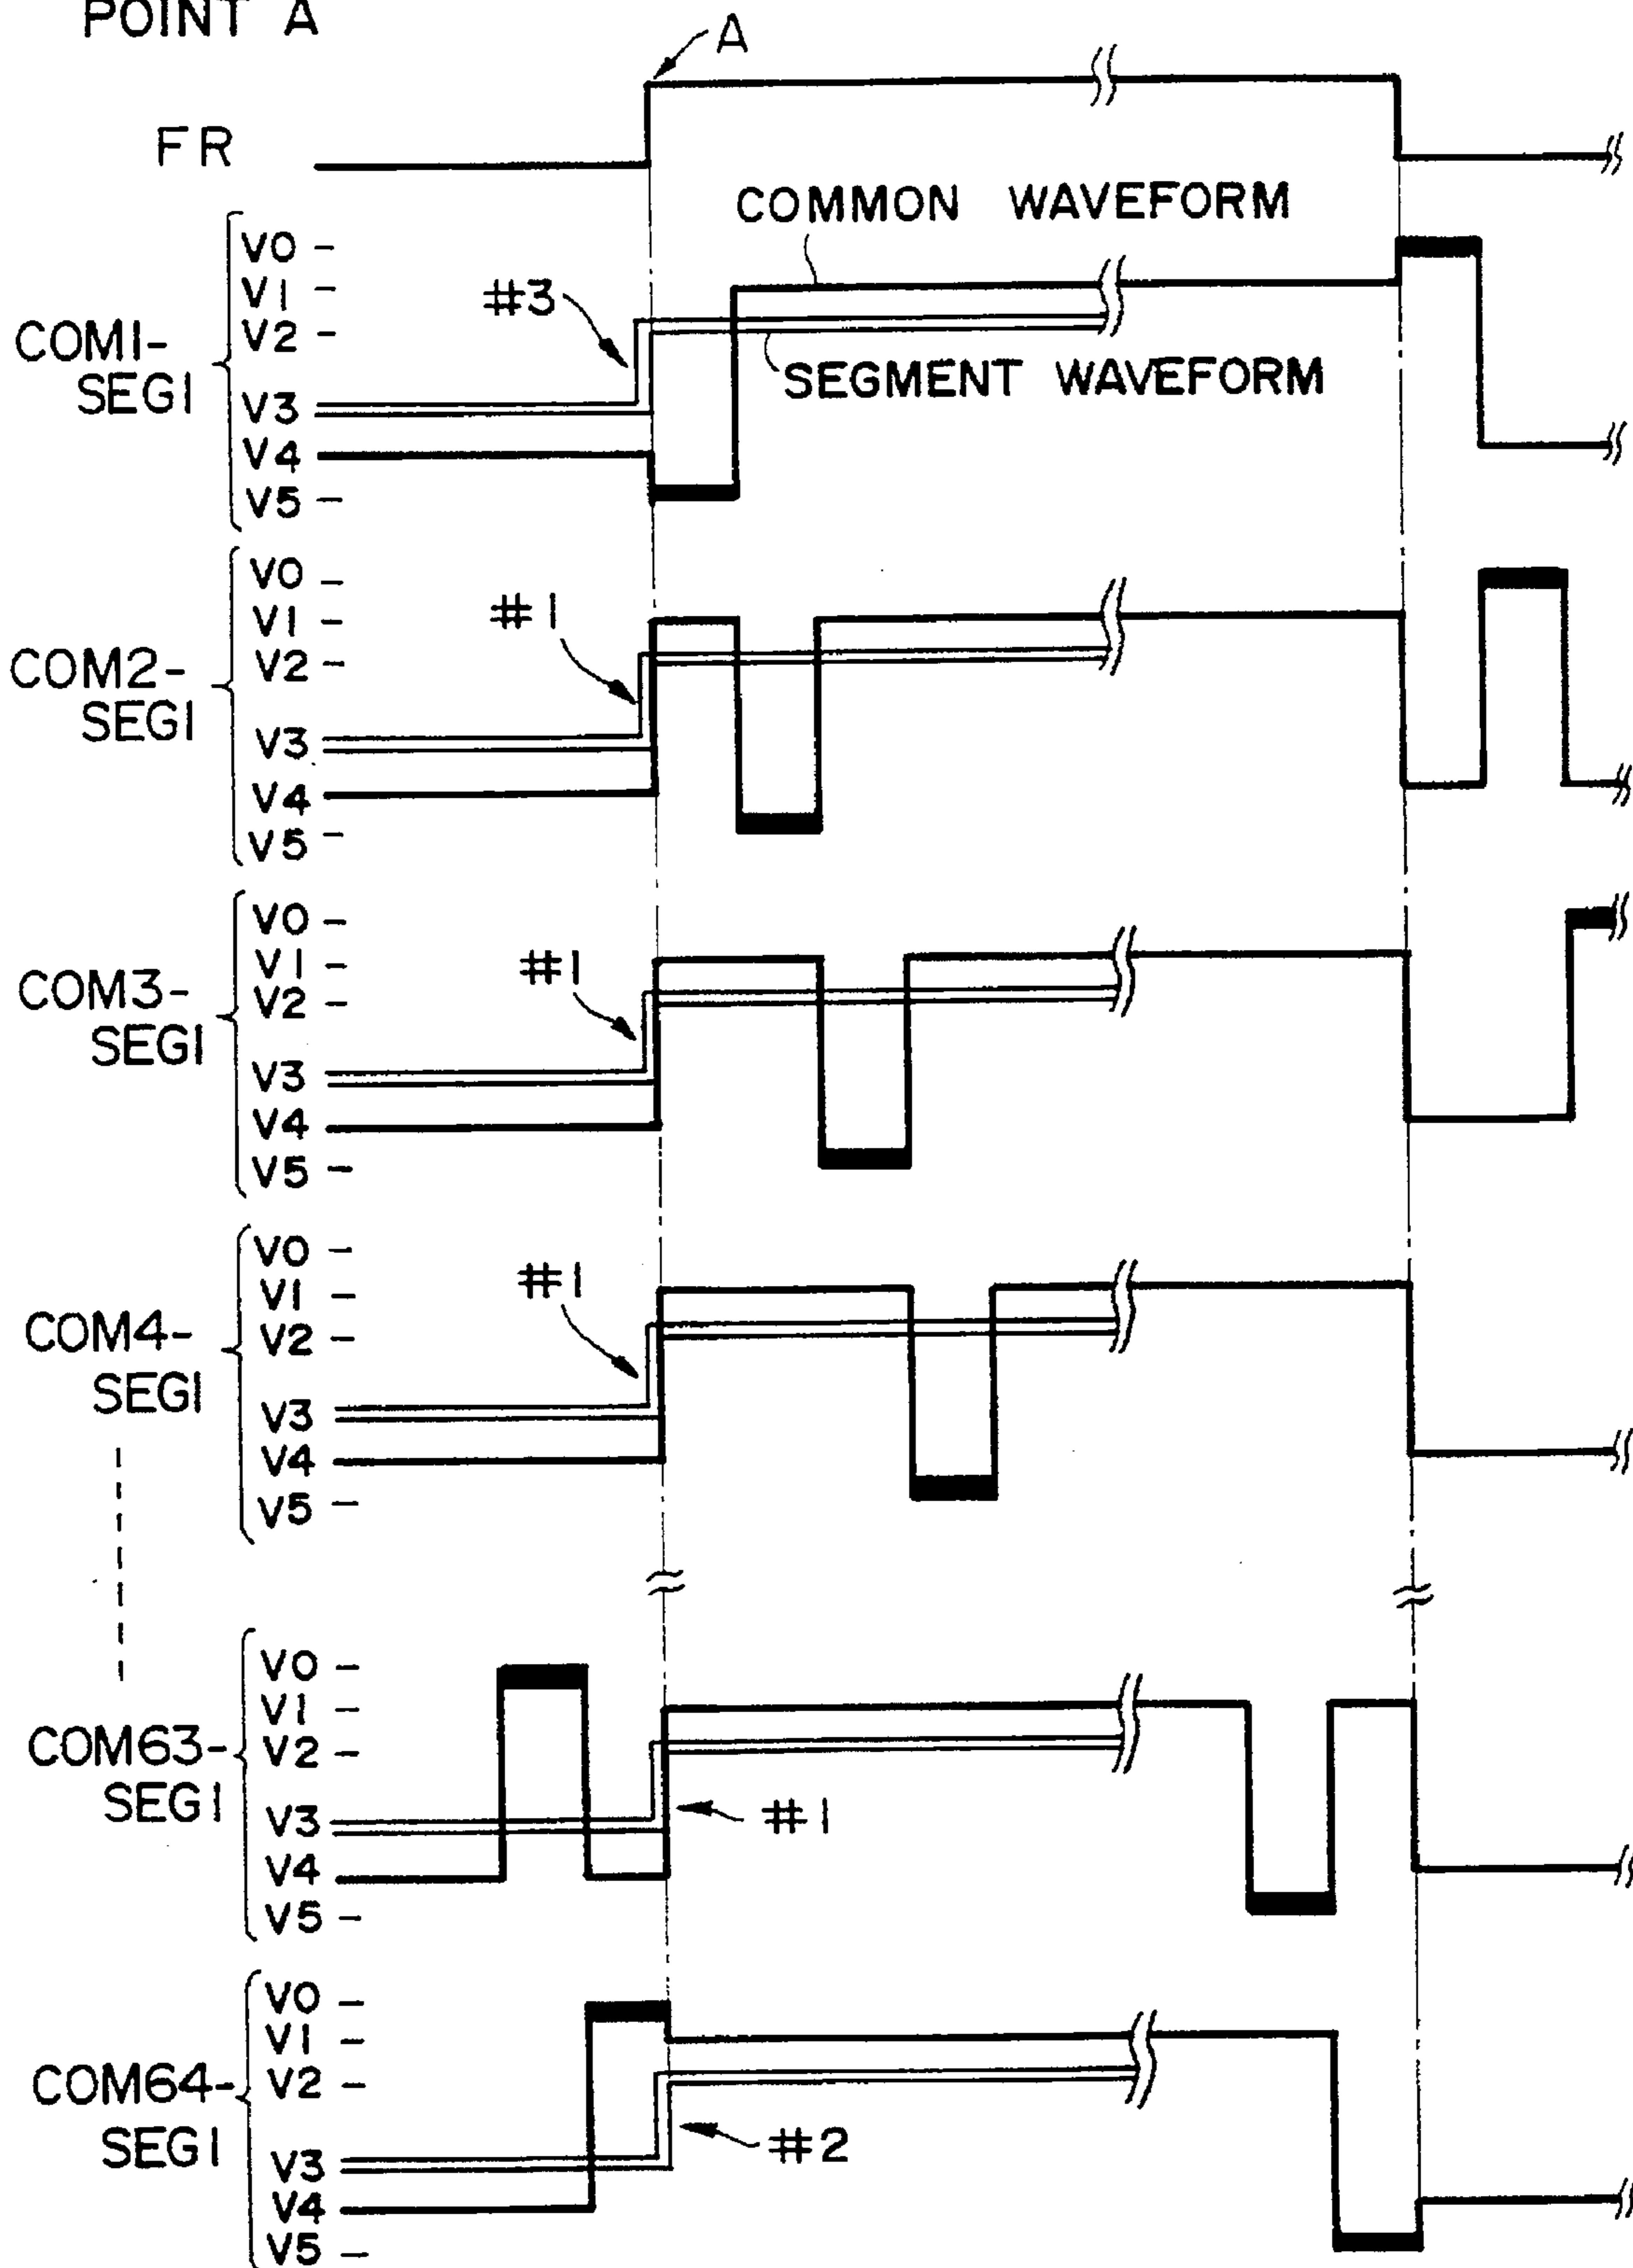 POINT A
A
FR
COMMON WAVEFORM
SEGMENT WAVEFORM
COM1-
SEG1
V0
V1
V2
V3
V4
V5
#3
COM2-
SEG1
V0
V1
V2
V3
V4
V5
#1
COM3-
SEG1
V0
V1
V2
V3
V4
V5
#1
COM4-
SEG1
V0
V1
V2
V3
V4
V5
#1
COM63-
SEG1
V0
V1
V2
V3
V4
V5
#1
COM64-
SEG1
V0
V1
V2
V3
V4
V5
#2